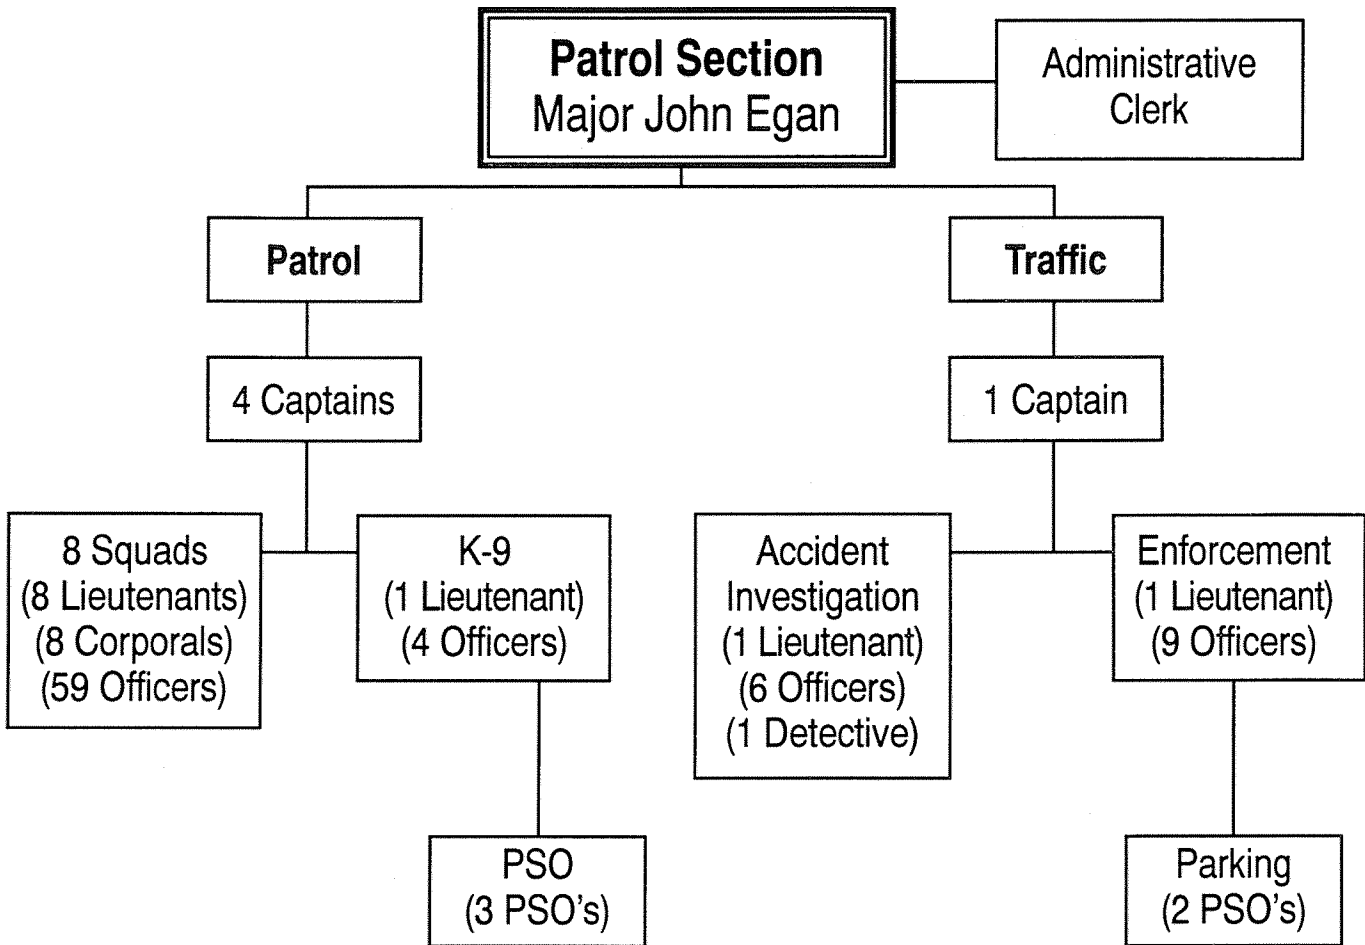 Patrol Section
Major John Egan
Administrative
Clerk
Patrol
Traffic
4 Captains
1 Captain
8 Squads
(8 Lieutenants)
(8 Corporals)
(59 Officers)
K-9
(1 Lieutenant)
(4 Officers)
Accident
Investigation
(1 Lieutenant)
(6 Officers)
(1 Detective)
Enforcement
(1 Lieutenant)
(9 Officers)
PSO
(3 PSO's)
Parking
(2 PSO's)